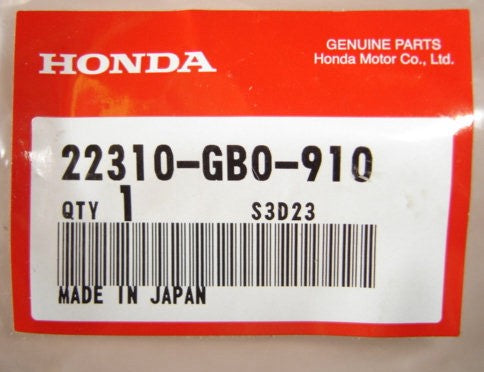 HONDA
GENUINE PARTS
Honda Motor Co., Ltd.
22310-GB0-910
QTY 1 S3D23
MADE IN JAPAN